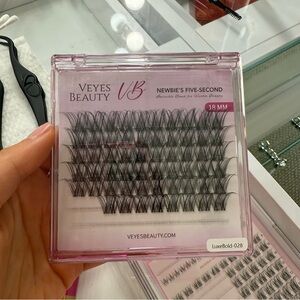 VEYES
BEAUTY
VB
NEWBIE'S FIVE-SECOND
18 MM
VEYESBEAUTY.COM
LuxeBold-02B